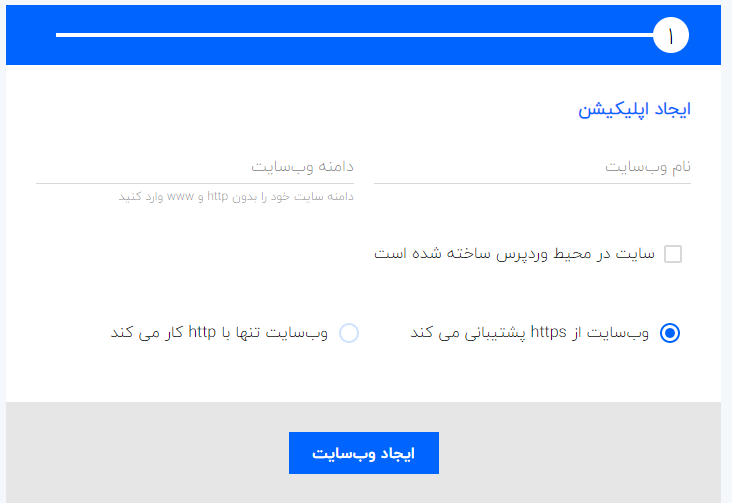 ۱
ایجاد اپلیکیشن
نام وب‌سایت
دامنه وب‌سایت
دامنه سایت خود را بدون http و www وارد کنید
سایت در محیط وردپرس ساخته شده است
وب‌سایت از https پشتیبانی می کند
وب‌سایت تنها با http کار می کند
ایجاد وب‌سایت